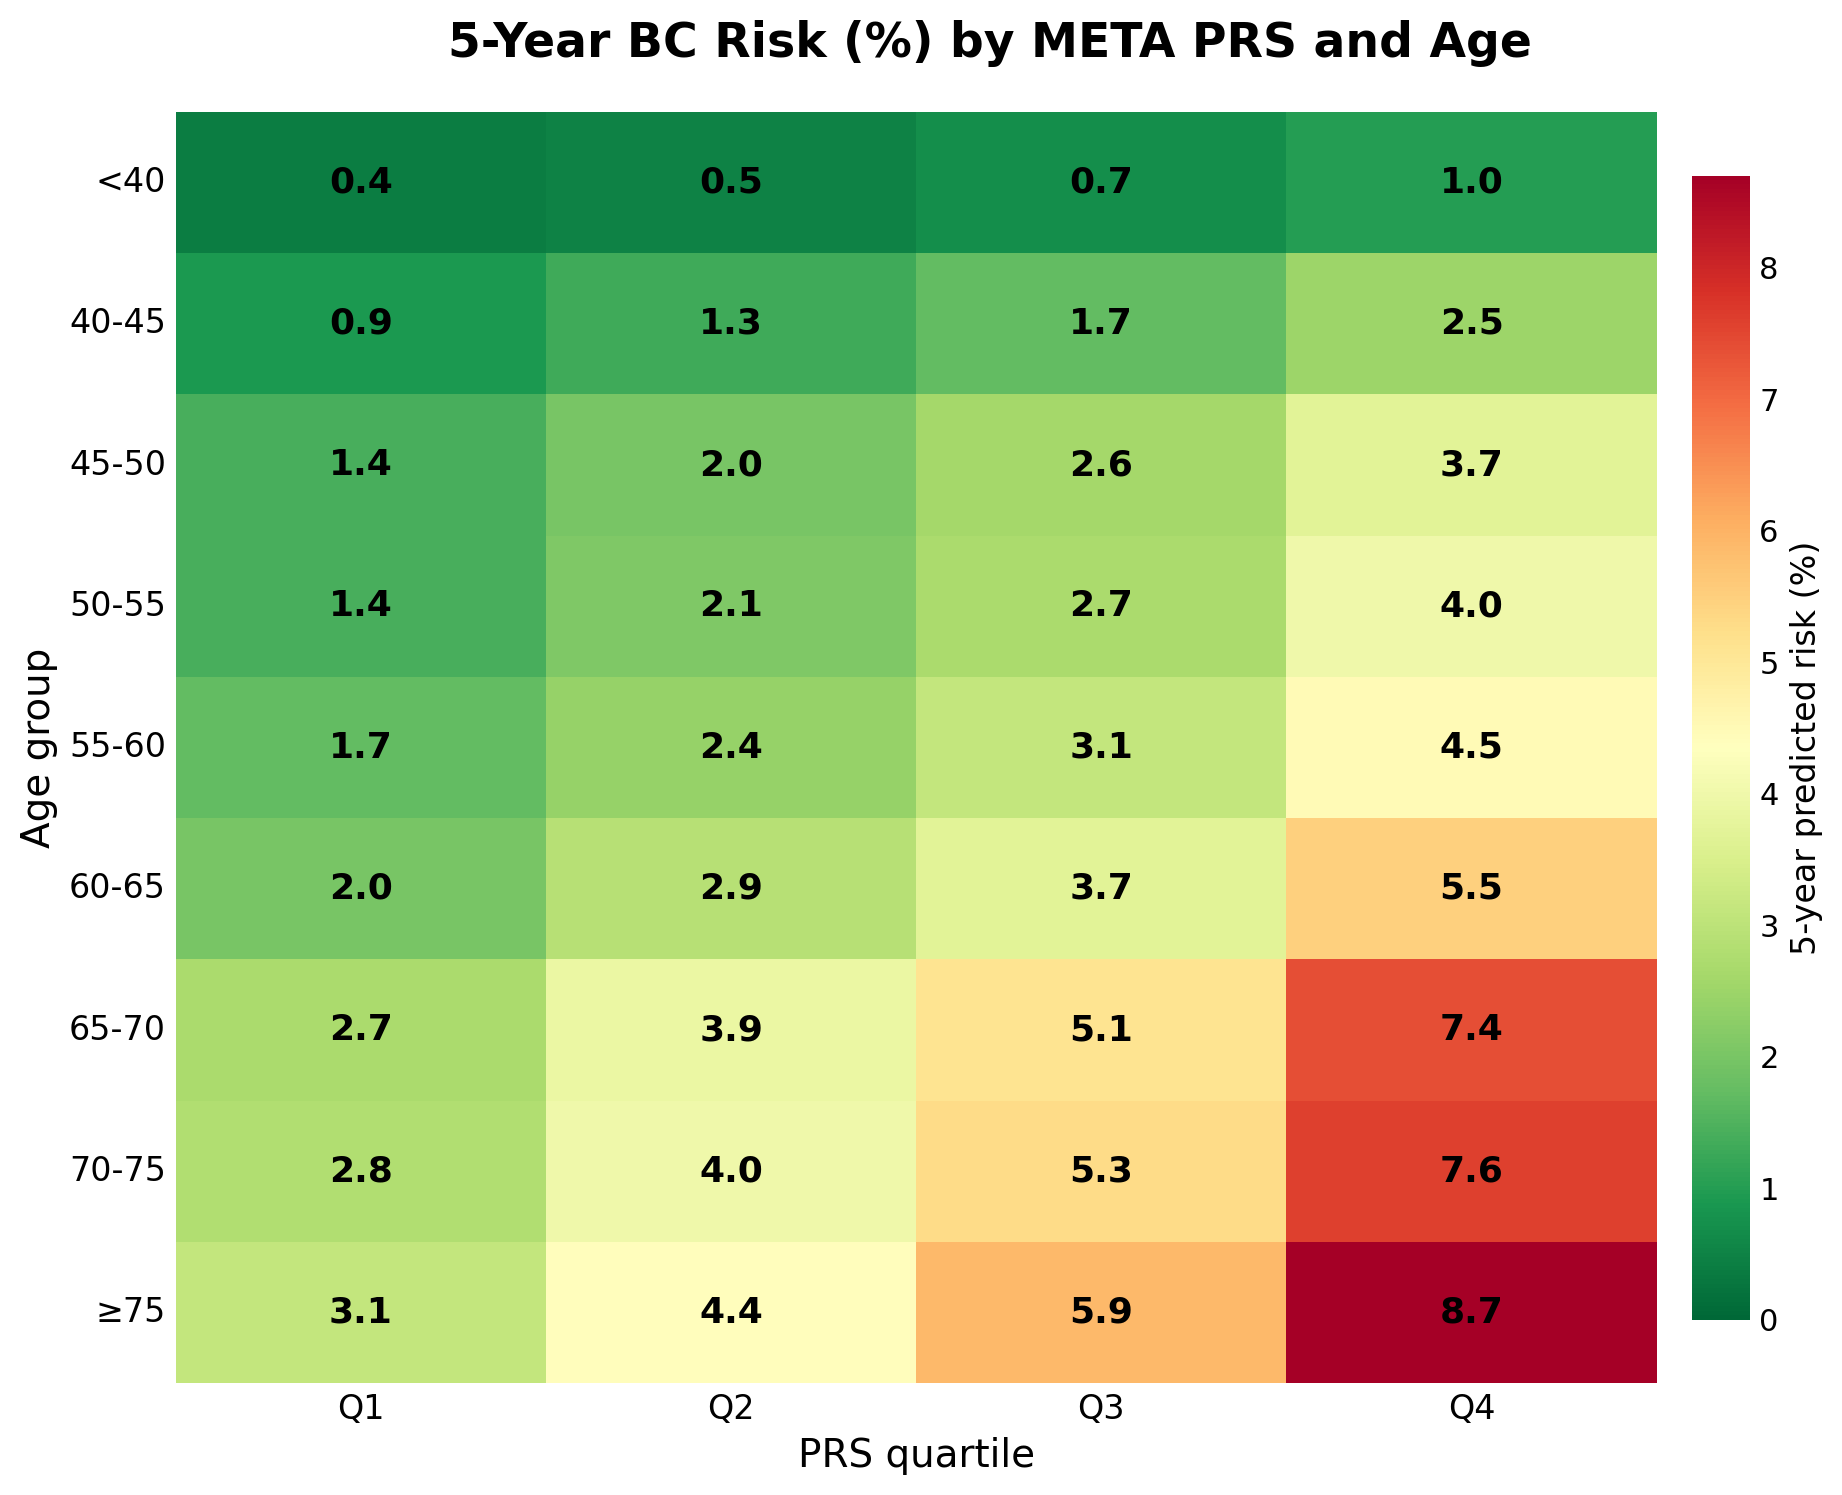 5-Year BC Risk (%) by META PRS and Age
<40 0.4 0.5 0.7 1.0
40-45 0.9 1.3 1.7 2.5
45-50 1.4 2.0 2.6 3.7
50-55 1.4 2.1 2.7 4.0
55-60 1.7 2.4 3.1 4.5
60-65 2.0 2.9 3.7 5.5
65-70 2.7 3.9 5.1 7.4
70-75 2.8 4.0 5.3 7.6
≥75 3.1 4.4 5.9 8.7
Q1 Q2 Q3 Q4
PRS quartile
Age group
8
7
6
5
4
3
2
1
0
5-year predicted risk (%)